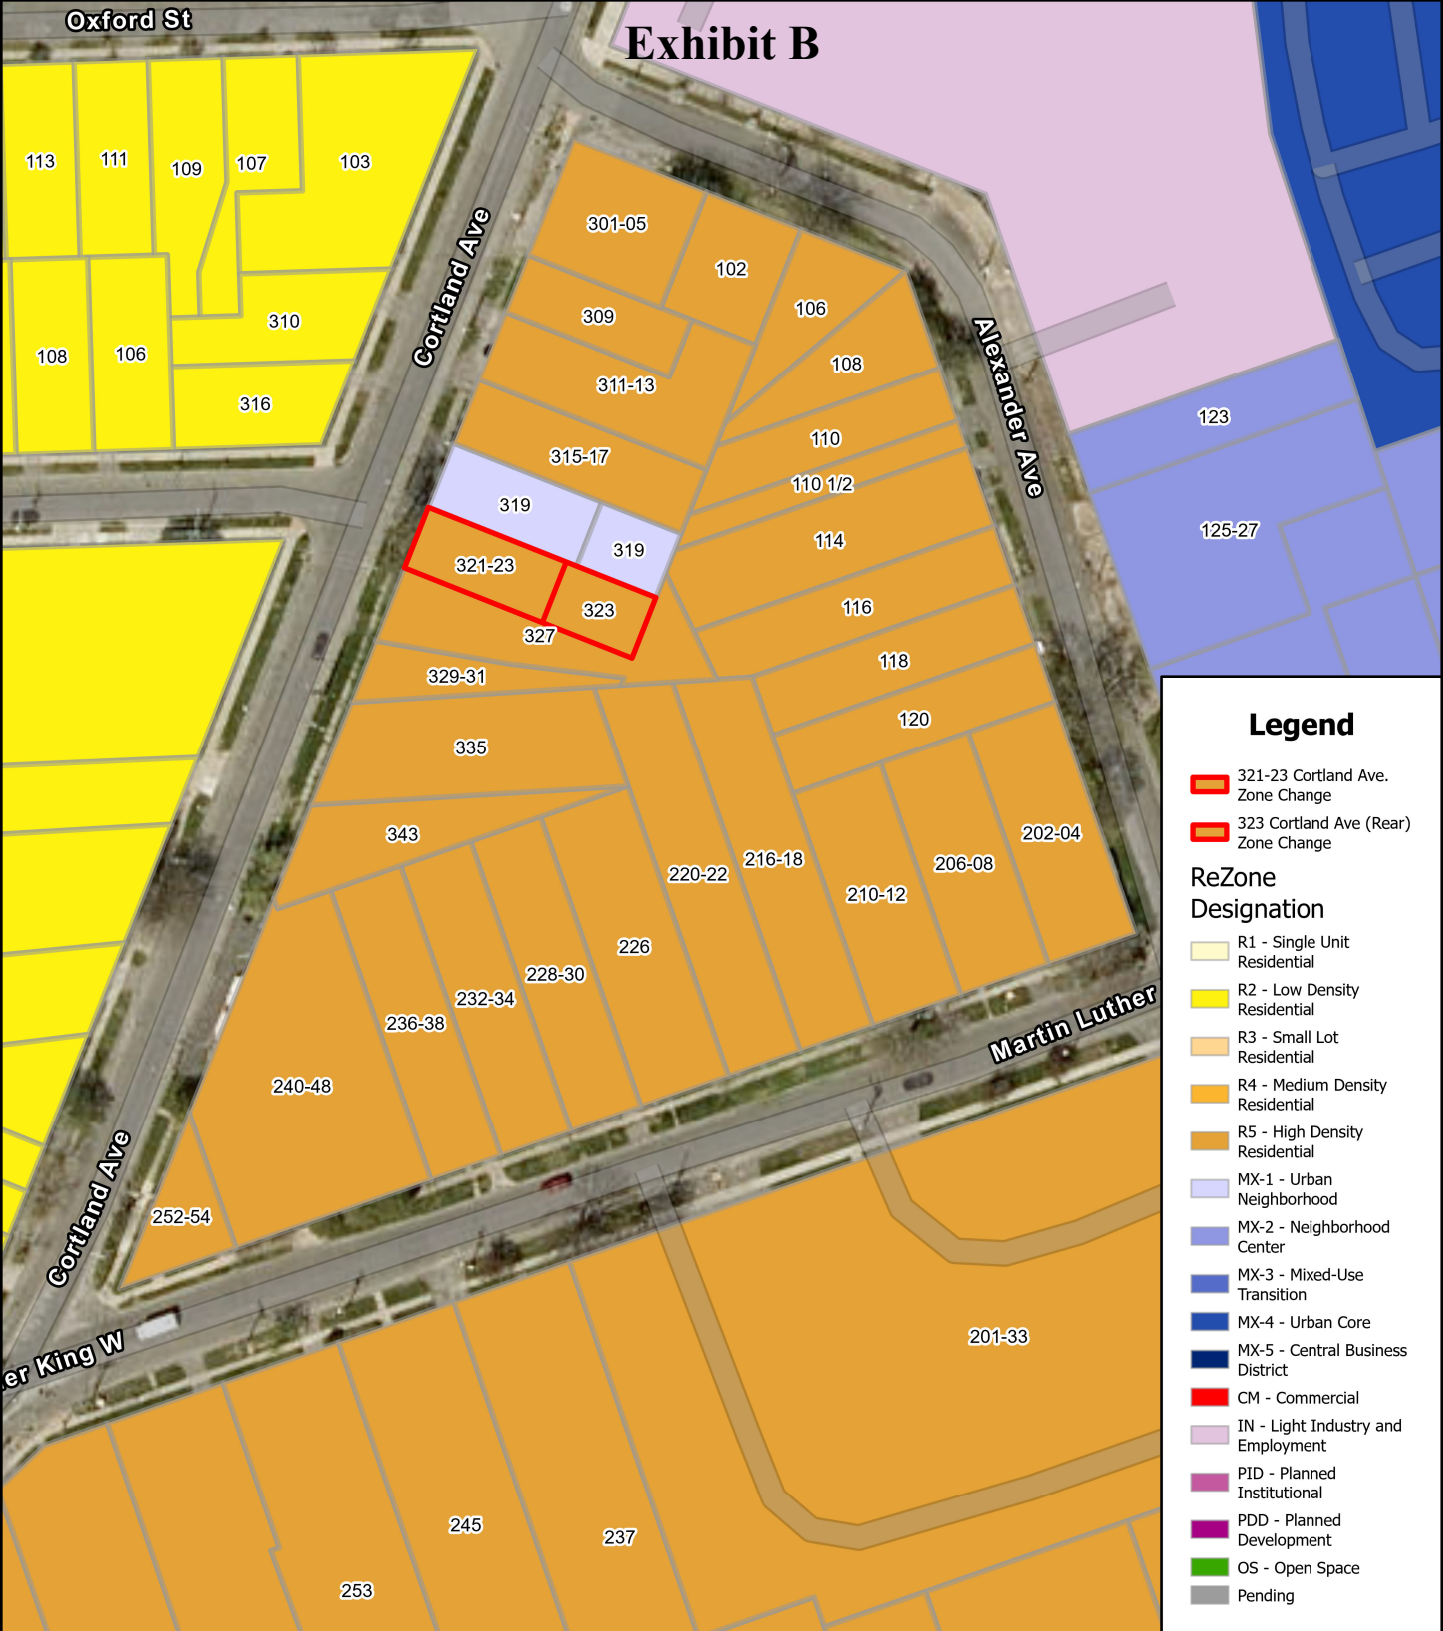 Oxford St
Exhibit B
113
111
109
107
103
301-05
102
Cortland Ave
309
106
310
108
108
106
Alexander Ave
311-13
316
123
110
315-17
110 1/2
319
125-27
114
319
321-23
323
116
327
118
329-31
120
335
343
202-04
216-18
206-08
220-22
210-12
226
228-30
232-34
236-38
Martin Luther
240-48
Cortland Ave
252-54
er King W
201-33
245
237
253
Legend
321-23 Cortland Ave.
Zone Change
323 Cortland Ave (Rear)
Zone Change
ReZone
Designation
R1 - Single Unit
Residential
R2 - Low Density
Residential
R3 - Small Lot
Residential
R4 - Medium Density
Residential
R5 - High Density
Residential
MX-1 - Urban
Neighborhood
MX-2 - Neighborhood
Center
MX-3 - Mixed-Use
Transition
MX-4 - Urban Core
MX-5 - Central Business
District
CM - Commercial
IN - Light Industry and
Employment
PID - Planned
Institutional
PDD - Planned
Development
OS - Open Space
Pending